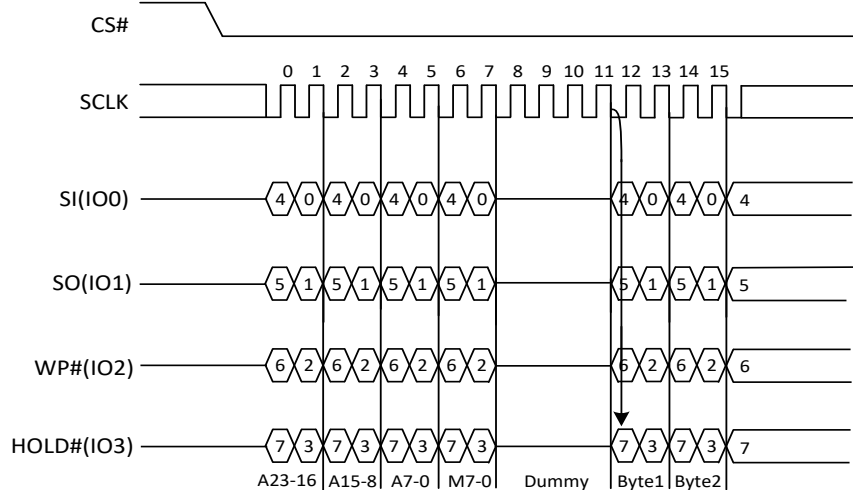 CS#
0 1 2 3 4 5 6 7 8 9 10 11 12 13 14 15
SCLK
SI(IO0) 4 0 4 0 4 0 4 0 4 0 4 0 4
SO(IO1) 5 1 5 1 5 1 5 1 5 1 5 1 5
WP#(IO2) 6 2 6 2 6 2 6 2 6 2 6 2 6
HOLD#(IO3) 7 3 7 3 7 3 7 3 7 3 7 3 7
A23-16 A15-8 A7-0 M7-0 Dummy Byte1 Byte2